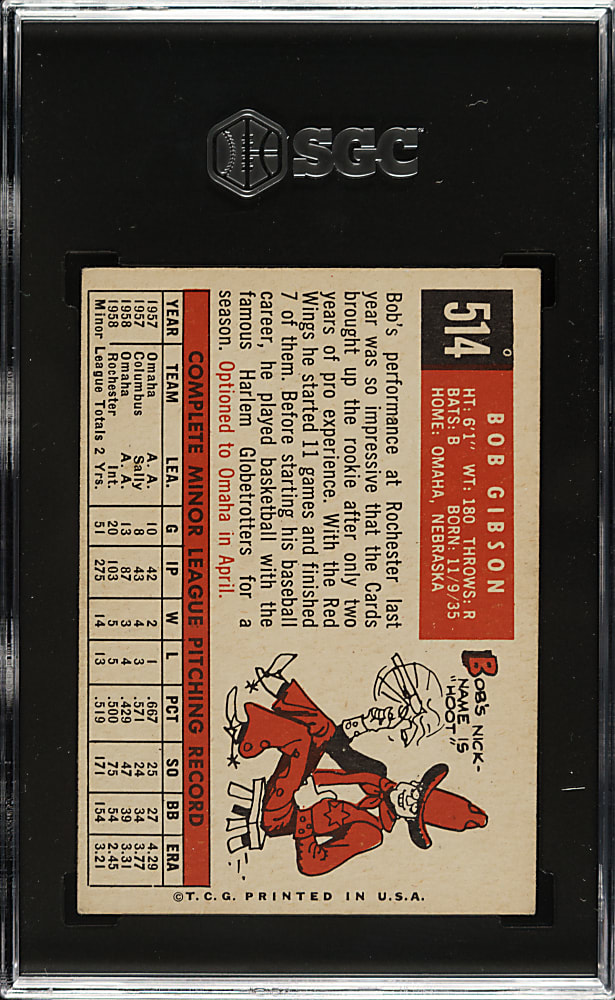 SGC
514
BOB GIBSON
HT: 6'1" WT: 180 THROWS: R
BATS: B BORN: 11/9/35
HOME: OMAHA, NEBRASKA
Bob's performance at Rochester last
year was so impressive that the Cards
brought up the rookie after only two
years of pro experience. With the Red
Wings he started 11 games and finished
7 of them. Before starting his baseball
career, he played basketball with the
famous Harlem Globetrotters for a
season. Optioned to Omaha in April.
BOB'S NICK-
NAME IS
"HOOT"
COMPLETE MINOR LEAGUE PITCHING RECORD
YEAR TEAM LEA. G IP W L PCT SO BB ERA
1957 Omaha A. A. 10 42 2 1 .667 25 27 4.29
1957 Columbus Sally 8 43 4 3 .571 24 34 3.77
1958 Omaha A. A. 13 87 3 4 .429 47 39 3.31
1958 Rochester Int 20 103 5 5 .500 75 54 2.45
Minor League Totals 2 Yrs. 51 275 14 13 .519 171 154 3.21
©T.C.G. PRINTED IN U.S.A.